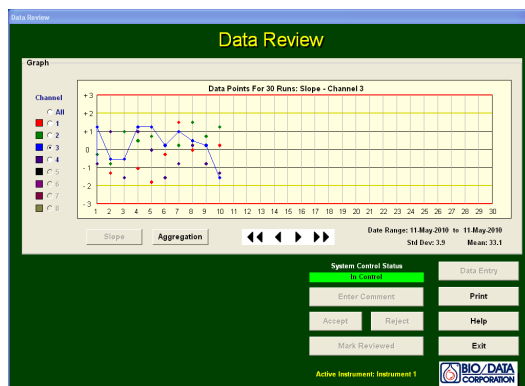 Data Review
Data Review
Graph
Data Points For 30 Runs: Slope - Channel 3
Channel
All
1
2
3
4
5
6
7
8
+ 3
+ 2
+ 1
0
- 1
- 2
- 3
1 2 3 4 5 6 7 8 9 10 11 12 13 14 15 16 17 18 19 20 21 22 23 24 25 26 27 28 29 30
Slope
Aggregation
Date Range: 11-May-2010 to 11-May-2010
Std Dev: 3.9 Mean: 33.1
System Control Status
In Control
Data Entry
Enter Comment
Print
Accept Reject
Help
Mark Reviewed
Exit
Active Instrument: Instrument 1
BIO/DATA
CORPORATION